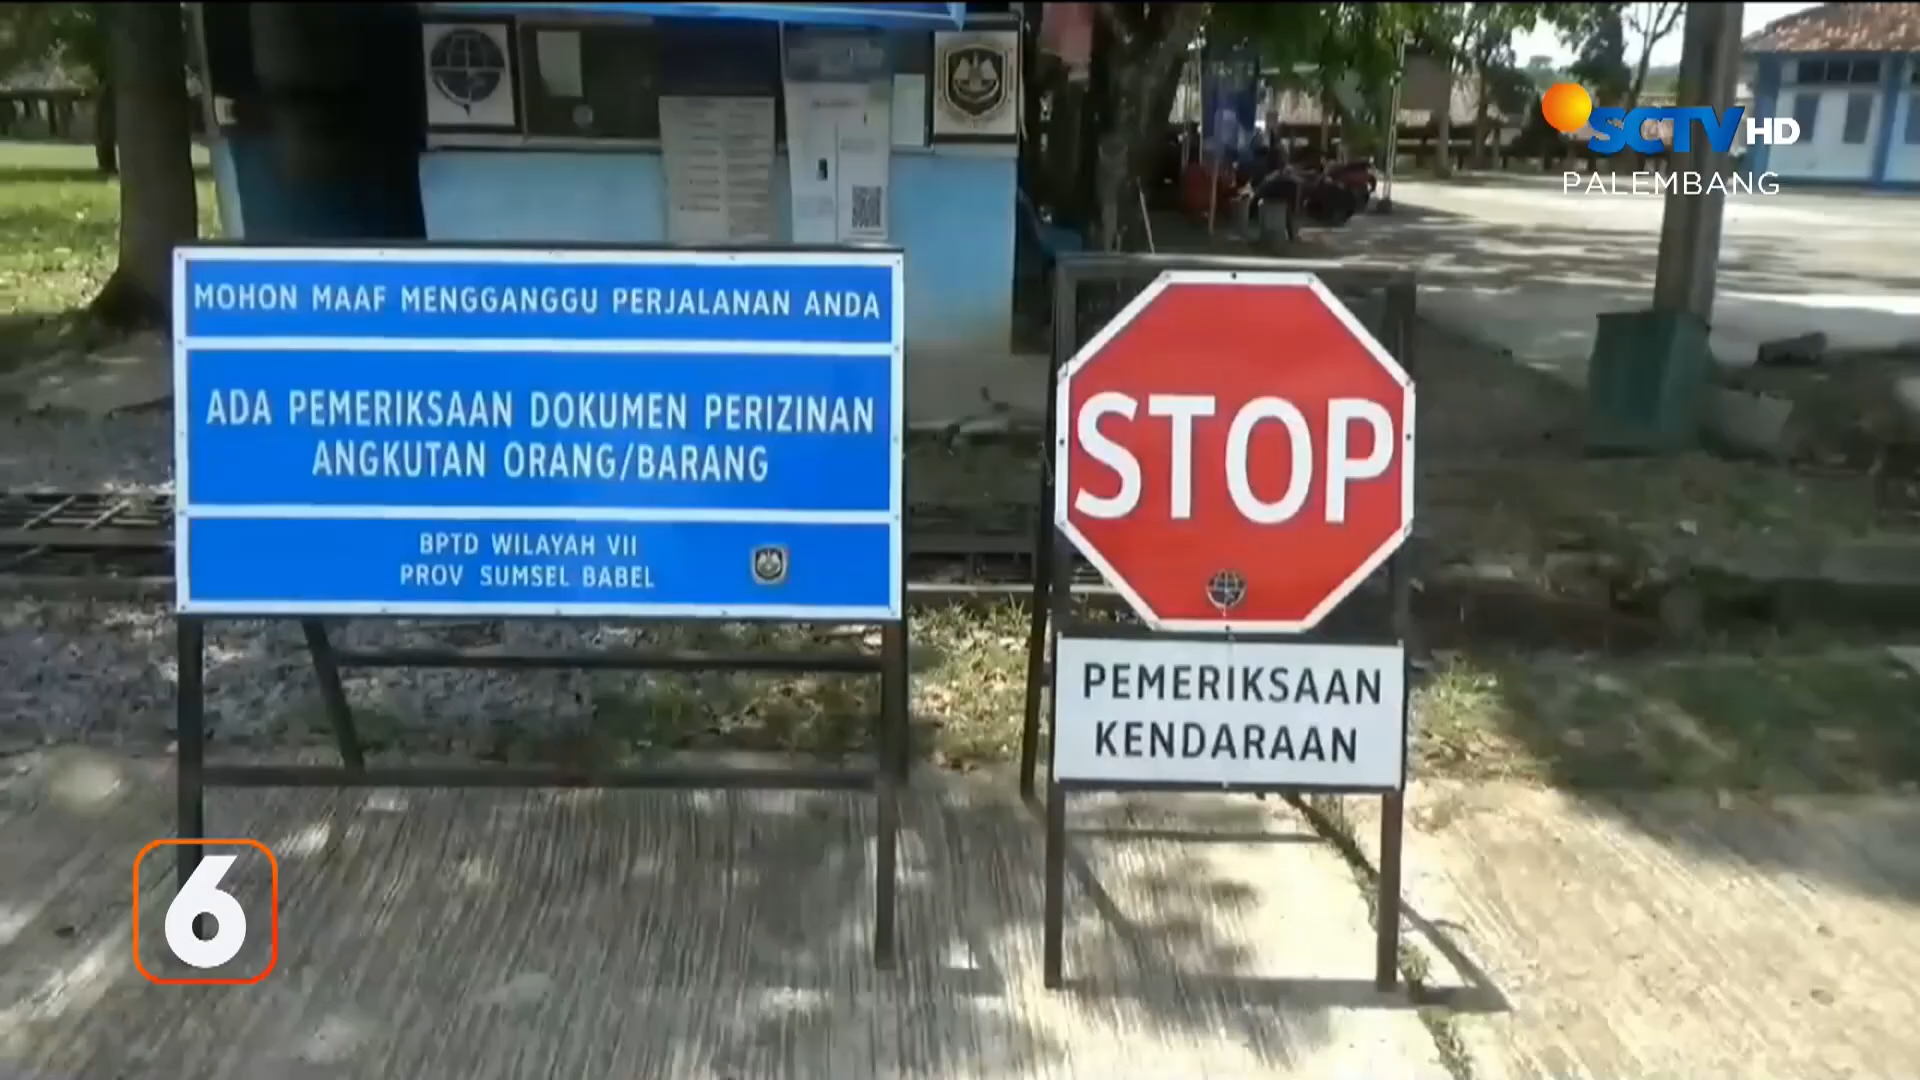 SCTV HD
PALEMBANG
MOHON MAAF MENGGANGGU PERJALANAN ANDA
ADA PEMERIKSAAN DOKUMEN PERIZINAN
ANGKUTAN ORANG/BARANG
BPTD WILAYAH VII
PROV SUMSEL BABEL
STOP
PEMERIKSAAN
KENDARAAN
6